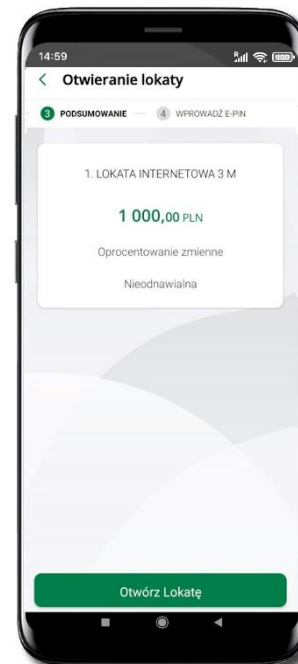 14:59
Otwieranie lokaty
3 PODSUMOWANIE 4 WPROWADŹ E-PIN
1. LOKATA INTERNETOWA 3 M
1 000,00 PLN
Oprocentowanie zmienne
Nieodnawialna
Otwórz Lokatę